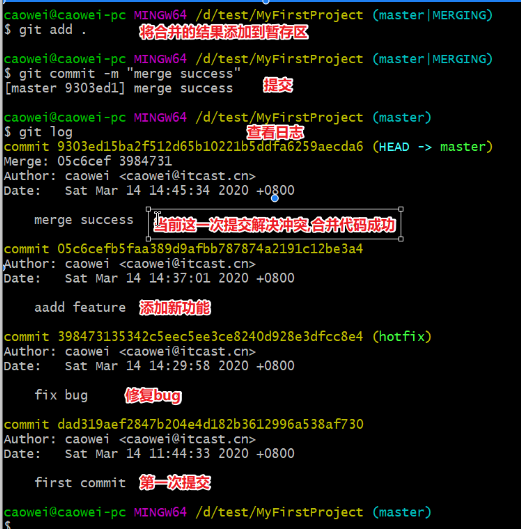 caowei@caowei-pc MINGW64 /d/test/MyFirstProject (master|MERGING)
$ git add . 将合并的结果添加到暂存区
caowei@caowei-pc MINGW64 /d/test/MyFirstProject (master|MERGING)
$ git commit -m "merge success"
[master 9303ed1] merge success 提交
caowei@caowei-pc MINGW64 /d/test/MyFirstProject (master)
$ git log 查看日志
commit 9303ed15ba2f512d65b10221b5ddfa6259aecda6 (HEAD -> master)
Merge: 05c6cef 3984731
Author: caowei <caowei@itcast.cn>
Date: Sat Mar 14 14:45:34 2020 +0800
merge success 当前这一次提交解决冲突,合并代码成功
commit 05c6cefb5faa389d9afbb787874a2191c12be3a4
Author: caowei <caowei@itcast.cn>
Date: Sat Mar 14 14:37:01 2020 +0800
aadd feature 添加新功能
commit 398473135342c5eec5ee3ce8240d928e3dfcc8e4 (hotfix)
Author: caowei <caowei@itcast.cn>
Date: Sat Mar 14 14:29:58 2020 +0800
fix bug 修复bug
commit dad319aef2847b204e4d182b3612996a538af730
Author: caowei <caowei@itcast.cn>
Date: Sat Mar 14 11:44:33 2020 +0800
first commit 第一次提交
caowei@caowei-pc MINGW64 /d/test/MyFirstProject (master)
$